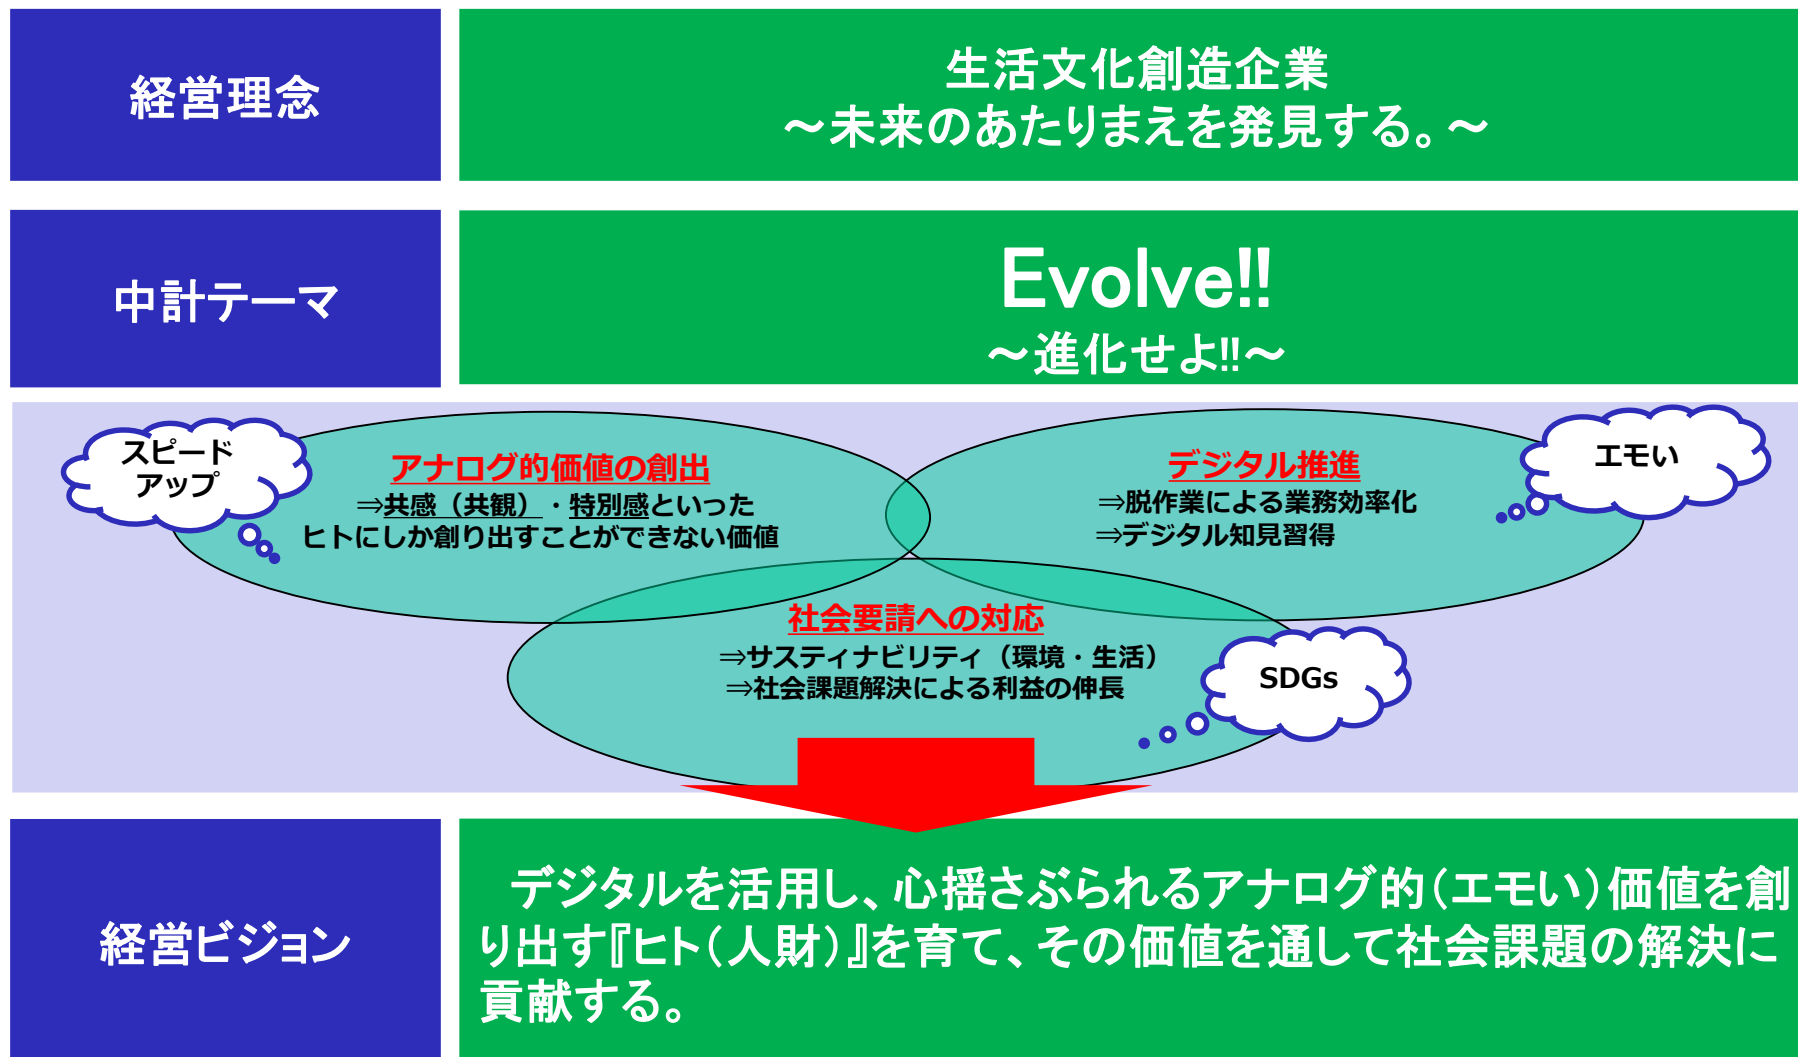 経営理念
生活文化創造企業
～未来のあたりまえを発見する。～
中計テーマ
Evolve!!
～進化せよ!!～
スピード
アップ
アナログ的価値の創出
⇒共感（共観）・特別感といった
ヒトにしか創り出すことができない価値
デジタル推進
⇒脱作業による業務効率化
⇒デジタル知見習得
エモい
社会要請への対応
⇒サスティナビリティ（環境・生活）
⇒社会課題解決による利益の伸長
SDGs
経営ビジョン
デジタルを活用し、心揺さぶられるアナログ的（エモい）価値を創
り出す『ヒト（人財）』を育て、その価値を通して社会課題の解決に
貢献する。